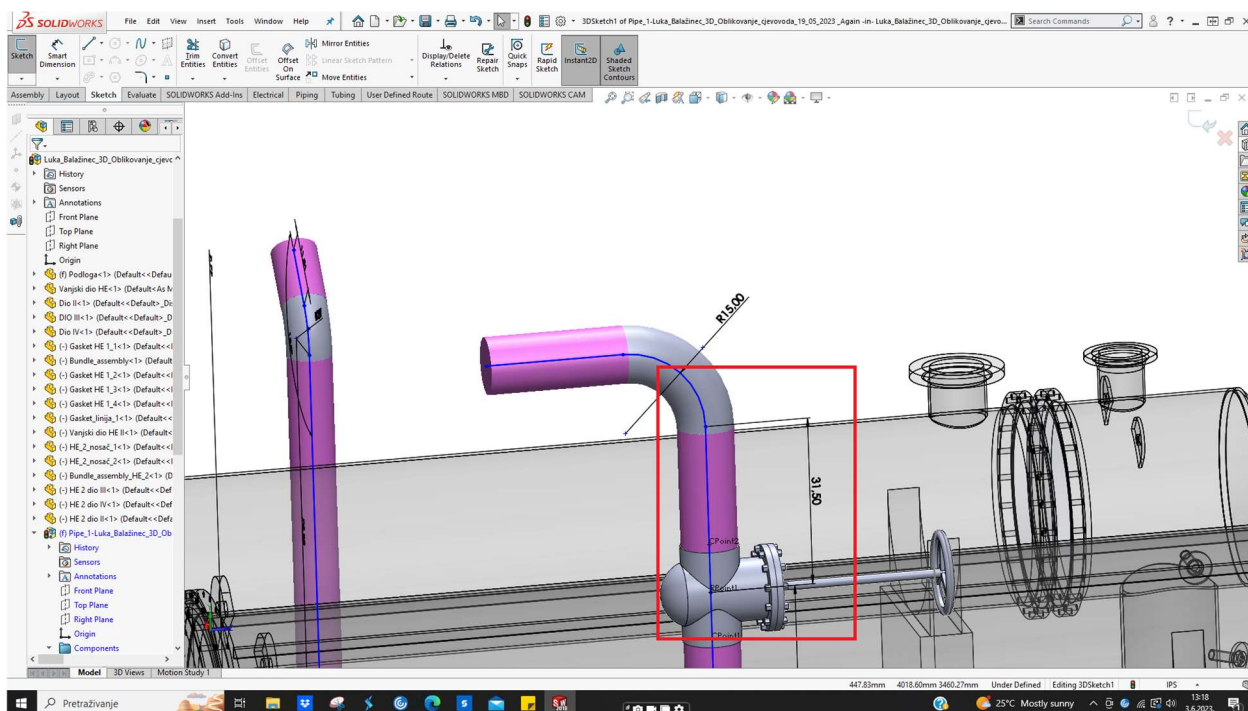 SOLIDWORKS
File Edit View Insert Tools Window Help
3DSketch1 of Pipe_1-Luka_Balažinec_3D_Oblikovanje_cjevovoda_19_05_2023 _Again -in- Luka_Balažinec_3D_Oblikovanje_cjevo...
Search Commands
Sketch
Smart Dimension
Trim Entities
Convert Entities
Offset Entities
Offset On Surface
Mirror Entities
Linear Sketch Pattern
Move Entities
Display/Delete Relations
Repair Sketch
Quick Snaps
Rapid Sketch
Instant2D
Shaded Sketch Contours
Assembly Layout Sketch Evaluate SOLIDWORKS Add-Ins Electrical Piping Tubing User Defined Route SOLIDWORKS MBD SOLIDWORKS CAM
Luka_Balažinec_3D_Oblikovanje_cjevc
History
Sensors
Annotations
Front Plane
Top Plane
Right Plane
Origin
(f) Podloga<1> (Default<<Defau
Vanjski dio HE<1> (Default<As M
Dio II<1> (Default<<Default>_Di
DIO III<1> (Default<<Default>_D
Dio IV<1> (Default<<Default>_D
(-) Gasket HE 1_1<1> (Default<<
(-) Bundle_assembly<1> (Default
(-) Gasket HE 1_2<1> (Default<<
(-) Gasket HE 1_3<1> (Default<<
(-) Gasket HE 1_4<1> (Default<<
(-) Gasket_linija_1<1> (Default<<
(-) Vanjski dio HE II<1> (Default<
(-) HE_2_nosač_1<1> (Default<<
(-) HE_2_nosač_2<1> (Default<<
(-) Bundle_assembly_HE_2<1> (D
(-) HE 2 dio III<1> (Default<<Def
(-) HE 2 dio IV<1> (Default<<Def
(-) HE 2 dio II<1> (Default<<Defa
(f) Pipe_1-Luka_Balažinec_3D_Ob
History
Sensors
Annotations
Front Plane
Top Plane
Right Plane
Origin
Components
R15.00
31.50
CPoint2
RPoint1
CPoint1
Model 3D Views Motion Study 1
447.83mm 4018.60mm 3460.27mm Under Defined Editing 3DSketch1 IPS
Pretraživanje
25°C Mostly sunny
13:18
3.6.2023.